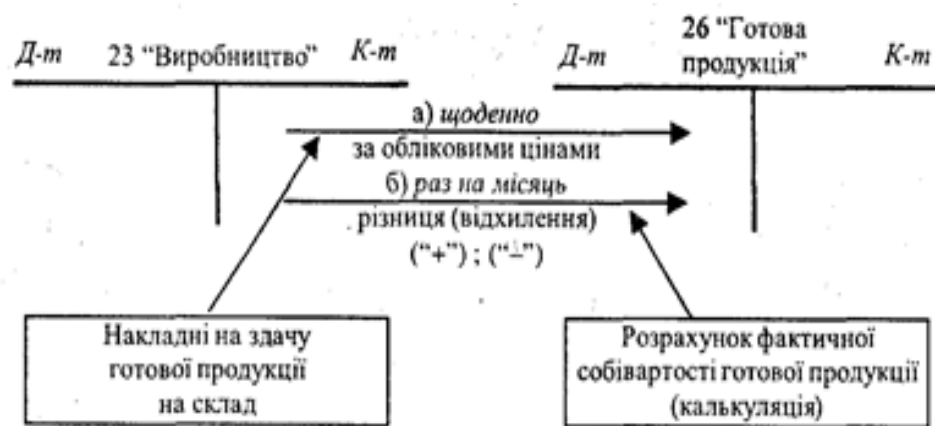 Д-т 23 “Виробництво” К-т
26 “Готова
Д-т продукція” К-т
а) щоденно
за обліковими цінами
б) раз на місяць
різниця (відхилення)
(“+”) ; (“–”)
Накладні на здачу
готової продукції
на склад
Розрахунок фактичної
собівартості готової продукції
(калькуляція)